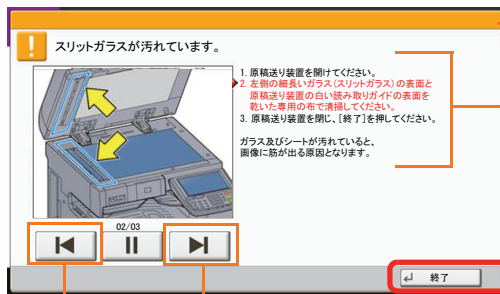 スリットガラスが汚れています。
1. 原稿送り装置を開けてください。
2. 左側の細長いガラス（スリットガラス）の表面と
原稿送り装置の白い読み取りガイドの表面を
乾いた専用の布で清掃してください。
3. 原稿送り装置を閉じ、［終了］を押してください。
ガラス及びシートが汚れていると、
画像に筋が出る原因となります。
02/03
終了